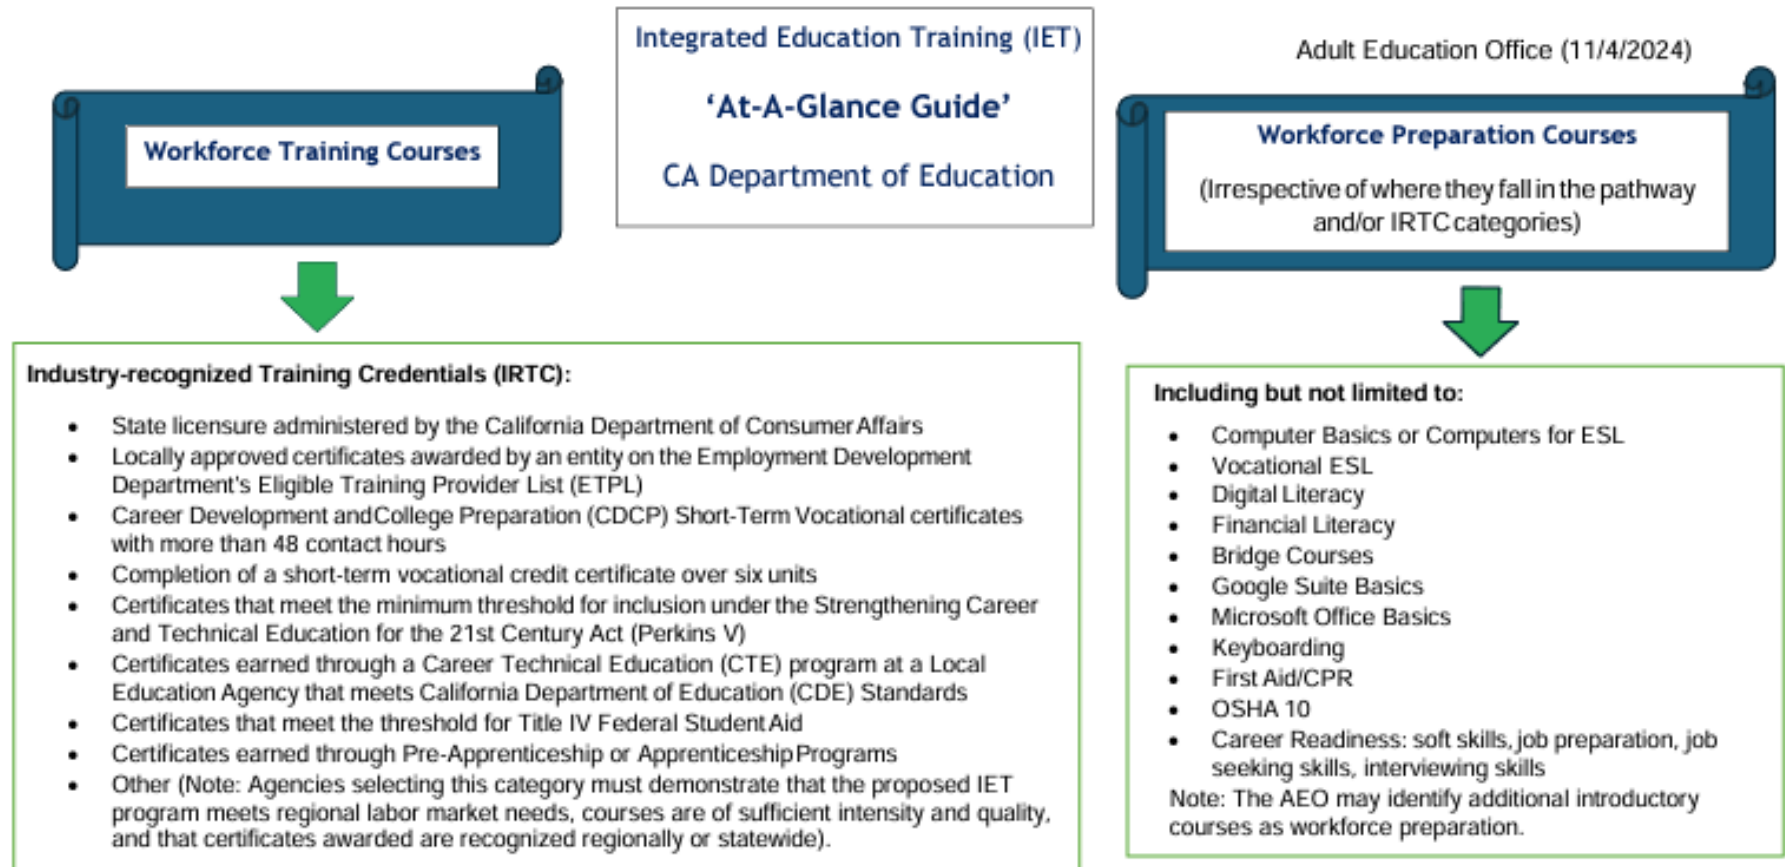 Integrated Education Training (IET)
‘At-A-Glance Guide’
CA Department of Education
Adult Education Office (11/4/2024)
Workforce Training Courses
Industry-recognized Training Credentials (IRTC):
• State licensure administered by the California Department of Consumer Affairs
• Locally approved certificates awarded by an entity on the Employment Development
Department's Eligible Training Provider List (ETPL)
• Career Development and College Preparation (CDCP) Short-Term Vocational certificates
with more than 48 contact hours
• Completion of a short-term vocational credit certificate over six units
• Certificates that meet the minimum threshold for inclusion under the Strengthening Career
and Technical Education for the 21st Century Act (Perkins V)
• Certificates earned through a Career Technical Education (CTE) program at a Local
Education Agency that meets California Department of Education (CDE) Standards
• Certificates that meet the threshold for Title IV Federal Student Aid
• Certificates earned through Pre-Apprenticeship or Apprenticeship Programs
• Other (Note: Agencies selecting this category must demonstrate that the proposed IET
program meets regional labor market needs, courses are of sufficient intensity and quality,
and that certificates awarded are recognized regionally or statewide).
Workforce Preparation Courses
(Irrespective of where they fall in the pathway
and/or IRTC categories)
Including but not limited to:
• Computer Basics or Computers for ESL
• Vocational ESL
• Digital Literacy
• Financial Literacy
• Bridge Courses
• Google Suite Basics
• Microsoft Office Basics
• Keyboarding
• First Aid/CPR
• OSHA 10
• Career Readiness: soft skills, job preparation, job
seeking skills, interviewing skills
Note: The AEO may identify additional introductory
courses as workforce preparation.